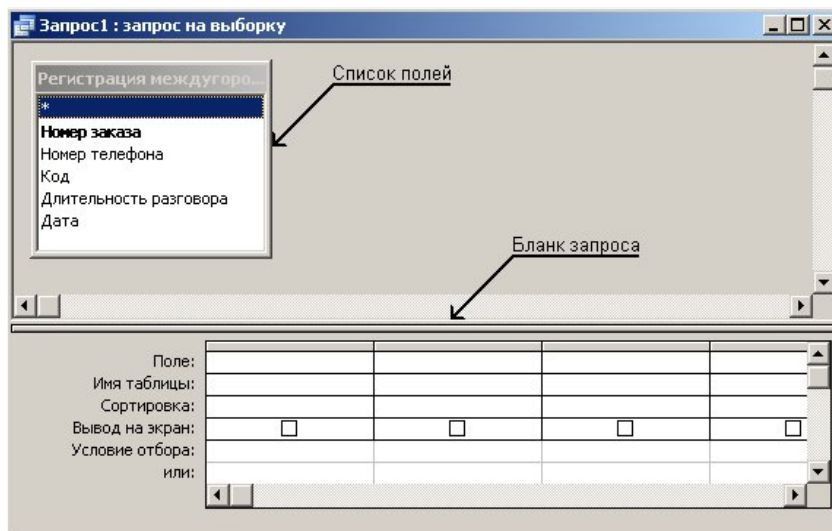 Запрос1 : запрос на выборку
Регистрация междугоро...
Список полей
*
Номер заказа
Номер телефона
Код
Длительность разговора
Дата
Бланк запроса
Поле:
Имя таблицы:
Сортировка:
Вывод на экран:
Условие отбора:
или: